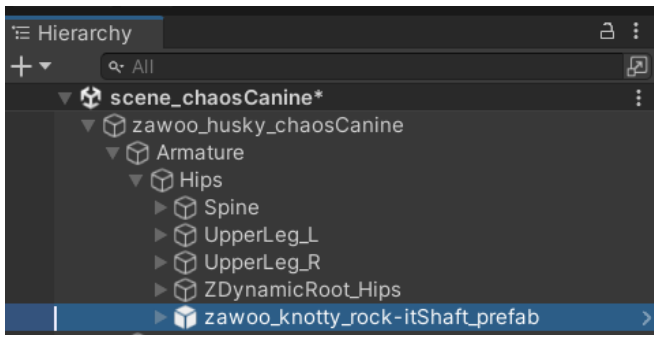 Hierarchy
All
scene_chaosCanine*
zawoo_husky_chaosCanine
Armature
Hips
Spine
UpperLeg_L
UpperLeg_R
ZDynamicRoot_Hips
zawoo_knotty_rock-itShaft_prefab